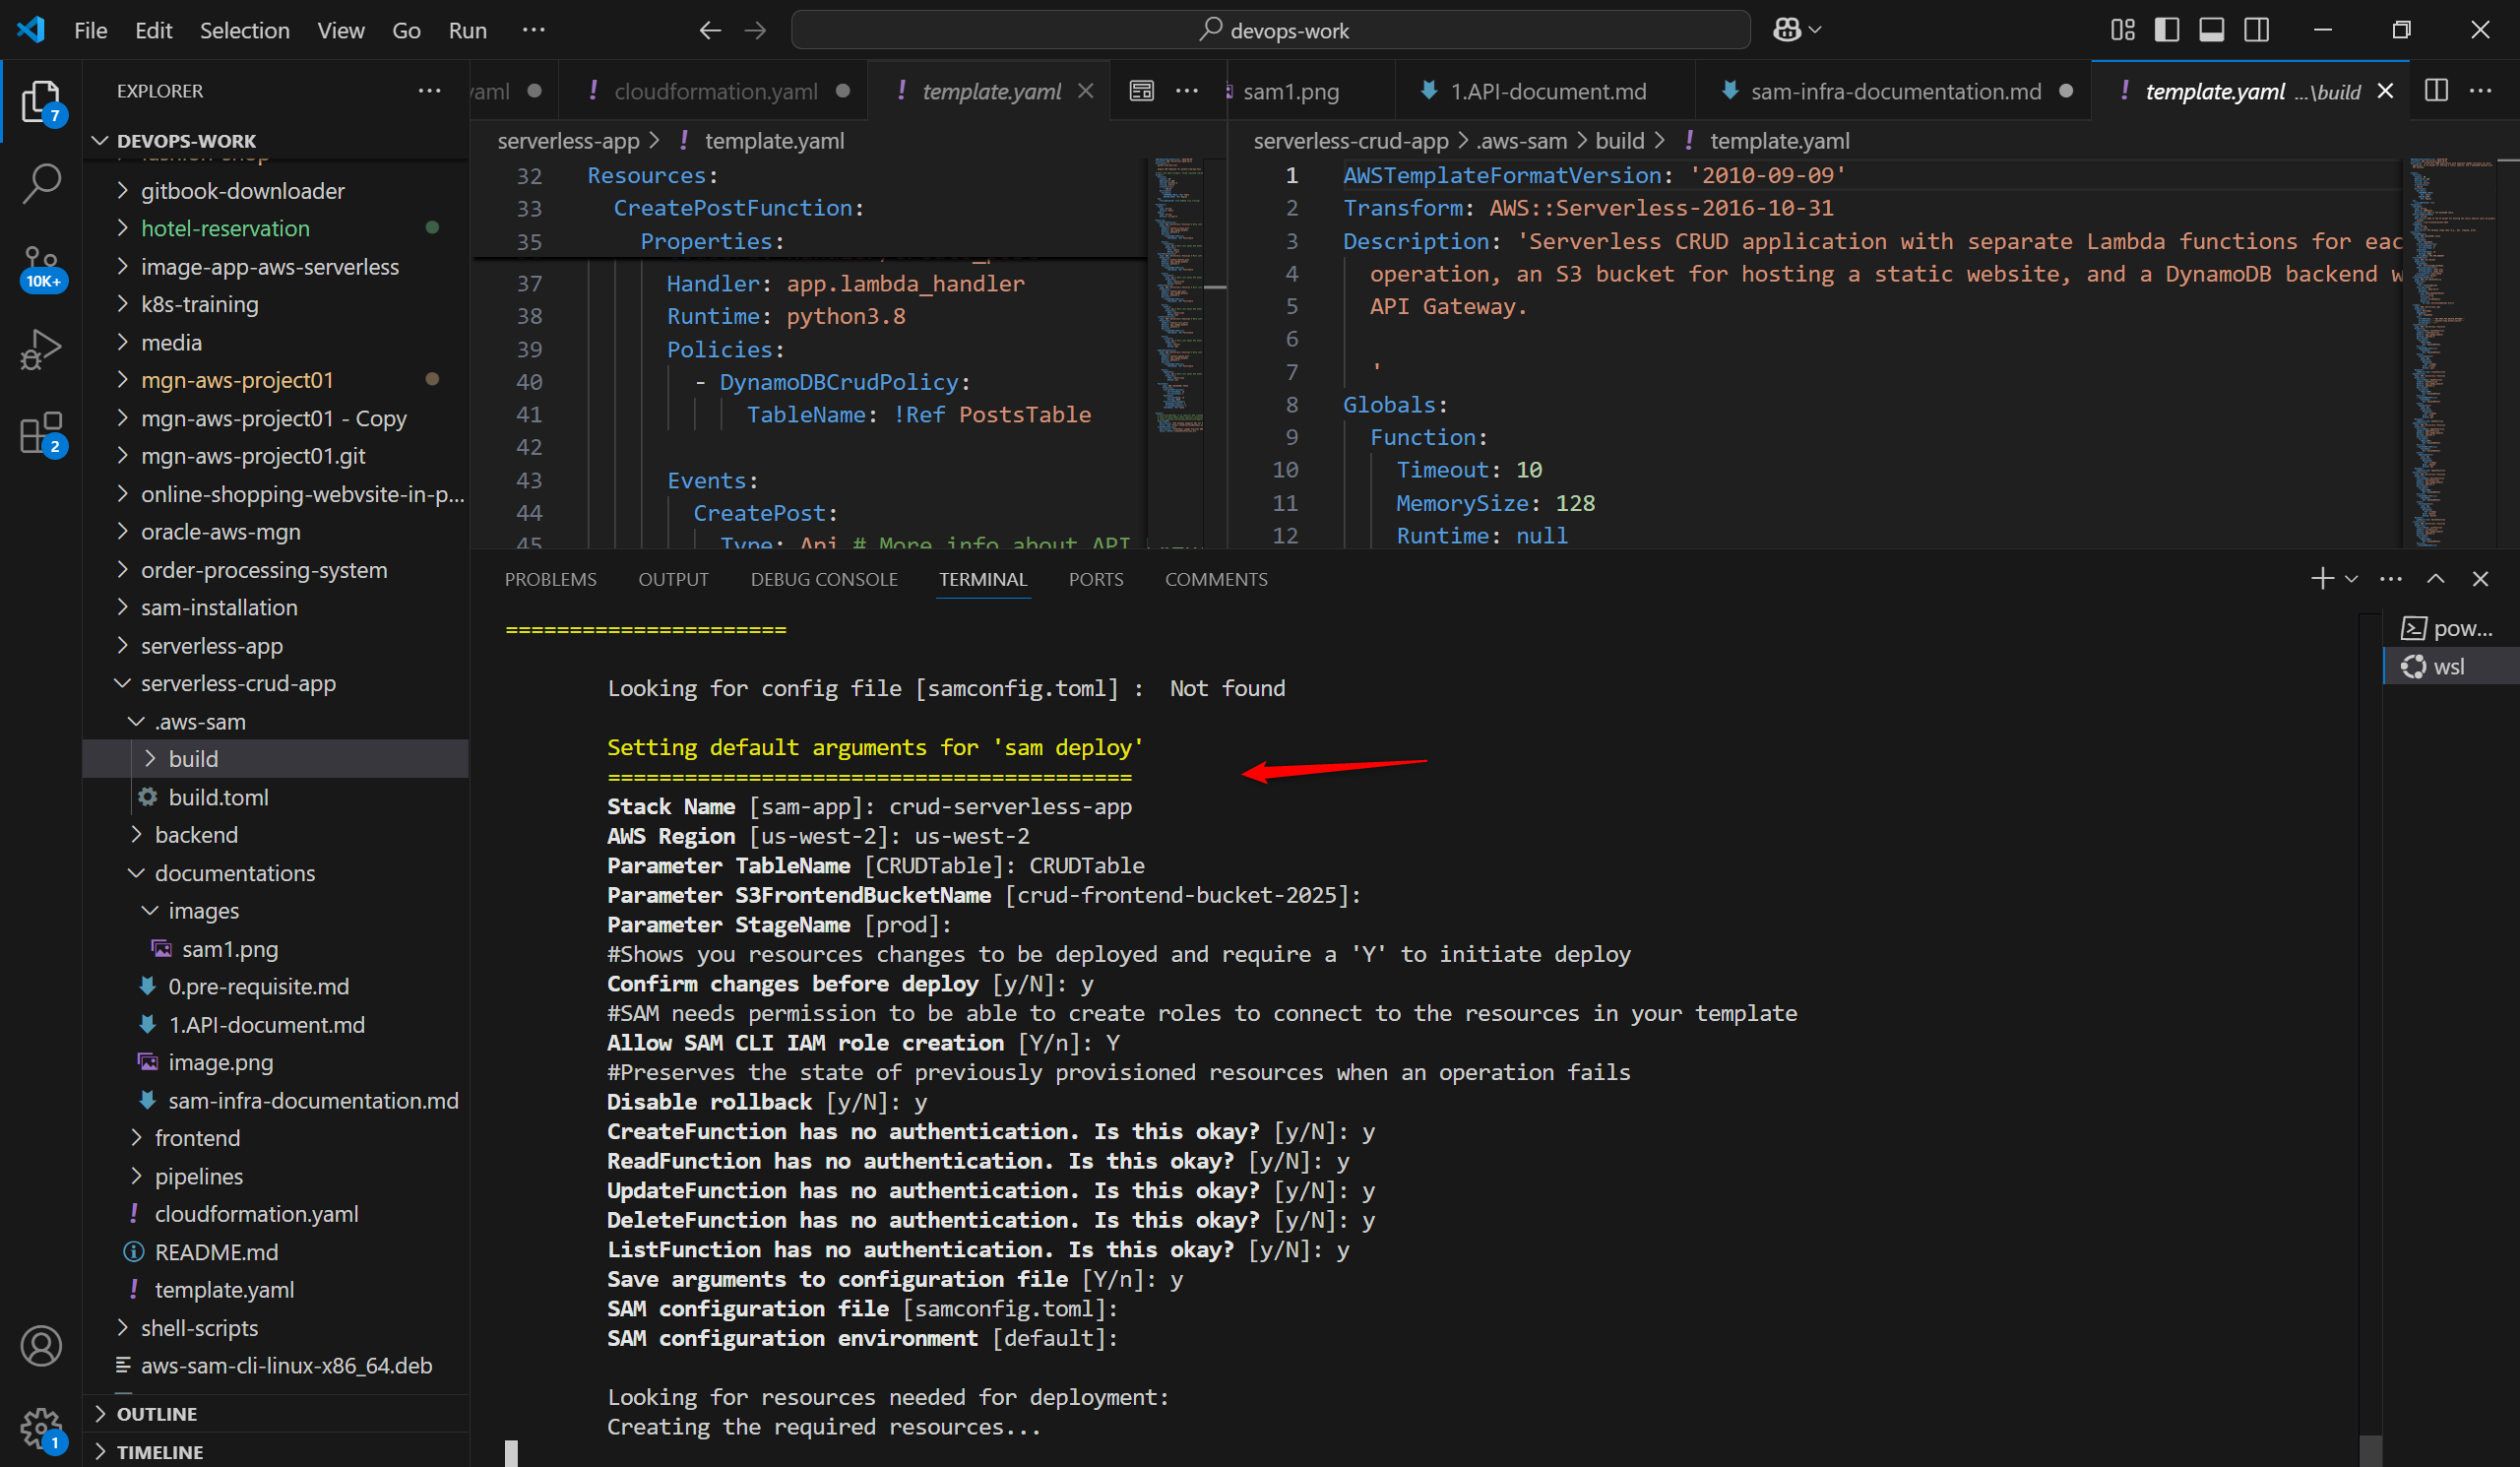 File Edit Selection View Go Run ··· devops-work
EXPLORER
DEVOPS-WORK
fashion-shop
gitbook-downloader
hotel-reservation
image-app-aws-serverless
k8s-training
media
mgn-aws-project01
mgn-aws-project01 - Copy
mgn-aws-project01.git
online-shopping-webvsite-in-p...
oracle-aws-mgn
order-processing-system
sam-installation
serverless-app
serverless-crud-app
.aws-sam
build
build.toml
backend
documentations
images
sam1.png
0.pre-requisite.md
1.API-document.md
image.png
sam-infra-documentation.md
frontend
pipelines
cloudformation.yaml
README.md
template.yaml
shell-scripts
aws-sam-cli-linux-x86_64.deb
OUTLINE
TIMELINE
7
10K+
2
1
yaml ! cloudformation.yaml ! template.yaml
serverless-app > ! template.yaml
32 Resources:
33 CreatePostFunction:
35 Properties:
37 Handler: app.lambda_handler
38 Runtime: python3.8
39 Policies:
40 - DynamoDBCrudPolicy:
41 TableName: !Ref PostsTable
42
43 Events:
44 CreatePost:
45 Type: Api # More info about API
sam1.png 1.API-document.md sam-infra-documentation.md ! template.yaml ...\build
serverless-crud-app > .aws-sam > build > ! template.yaml
1 AWSTemplateFormatVersion: '2010-09-09'
2 Transform: AWS::Serverless-2016-10-31
3 Description: 'Serverless CRUD application with separate Lambda functions for eac
4 operation, an S3 bucket for hosting a static website, and a DynamoDB backend w
5 API Gateway.
6
7 '
8 Globals:
9 Function:
10 Timeout: 10
11 MemorySize: 128
12 Runtime: null
PROBLEMS OUTPUT DEBUG CONSOLE TERMINAL PORTS COMMENTS
pow...
wsl
======================
Looking for config file [samconfig.toml] : Not found
Setting default arguments for 'sam deploy'
=========================================
Stack Name [sam-app]: crud-serverless-app
AWS Region [us-west-2]: us-west-2
Parameter TableName [CRUDTable]: CRUDTable
Parameter S3FrontendBucketName [crud-frontend-bucket-2025]:
Parameter StageName [prod]:
#Shows you resources changes to be deployed and require a 'Y' to initiate deploy
Confirm changes before deploy [y/N]: y
#SAM needs permission to be able to create roles to connect to the resources in your template
Allow SAM CLI IAM role creation [Y/n]: Y
#Preserves the state of previously provisioned resources when an operation fails
Disable rollback [y/N]: y
CreateFunction has no authentication. Is this okay? [y/N]: y
ReadFunction has no authentication. Is this okay? [y/N]: y
UpdateFunction has no authentication. Is this okay? [y/N]: y
DeleteFunction has no authentication. Is this okay? [y/N]: y
ListFunction has no authentication. Is this okay? [y/N]: y
Save arguments to configuration file [Y/n]: y
SAM configuration file [samconfig.toml]:
SAM configuration environment [default]:
Looking for resources needed for deployment:
Creating the required resources...